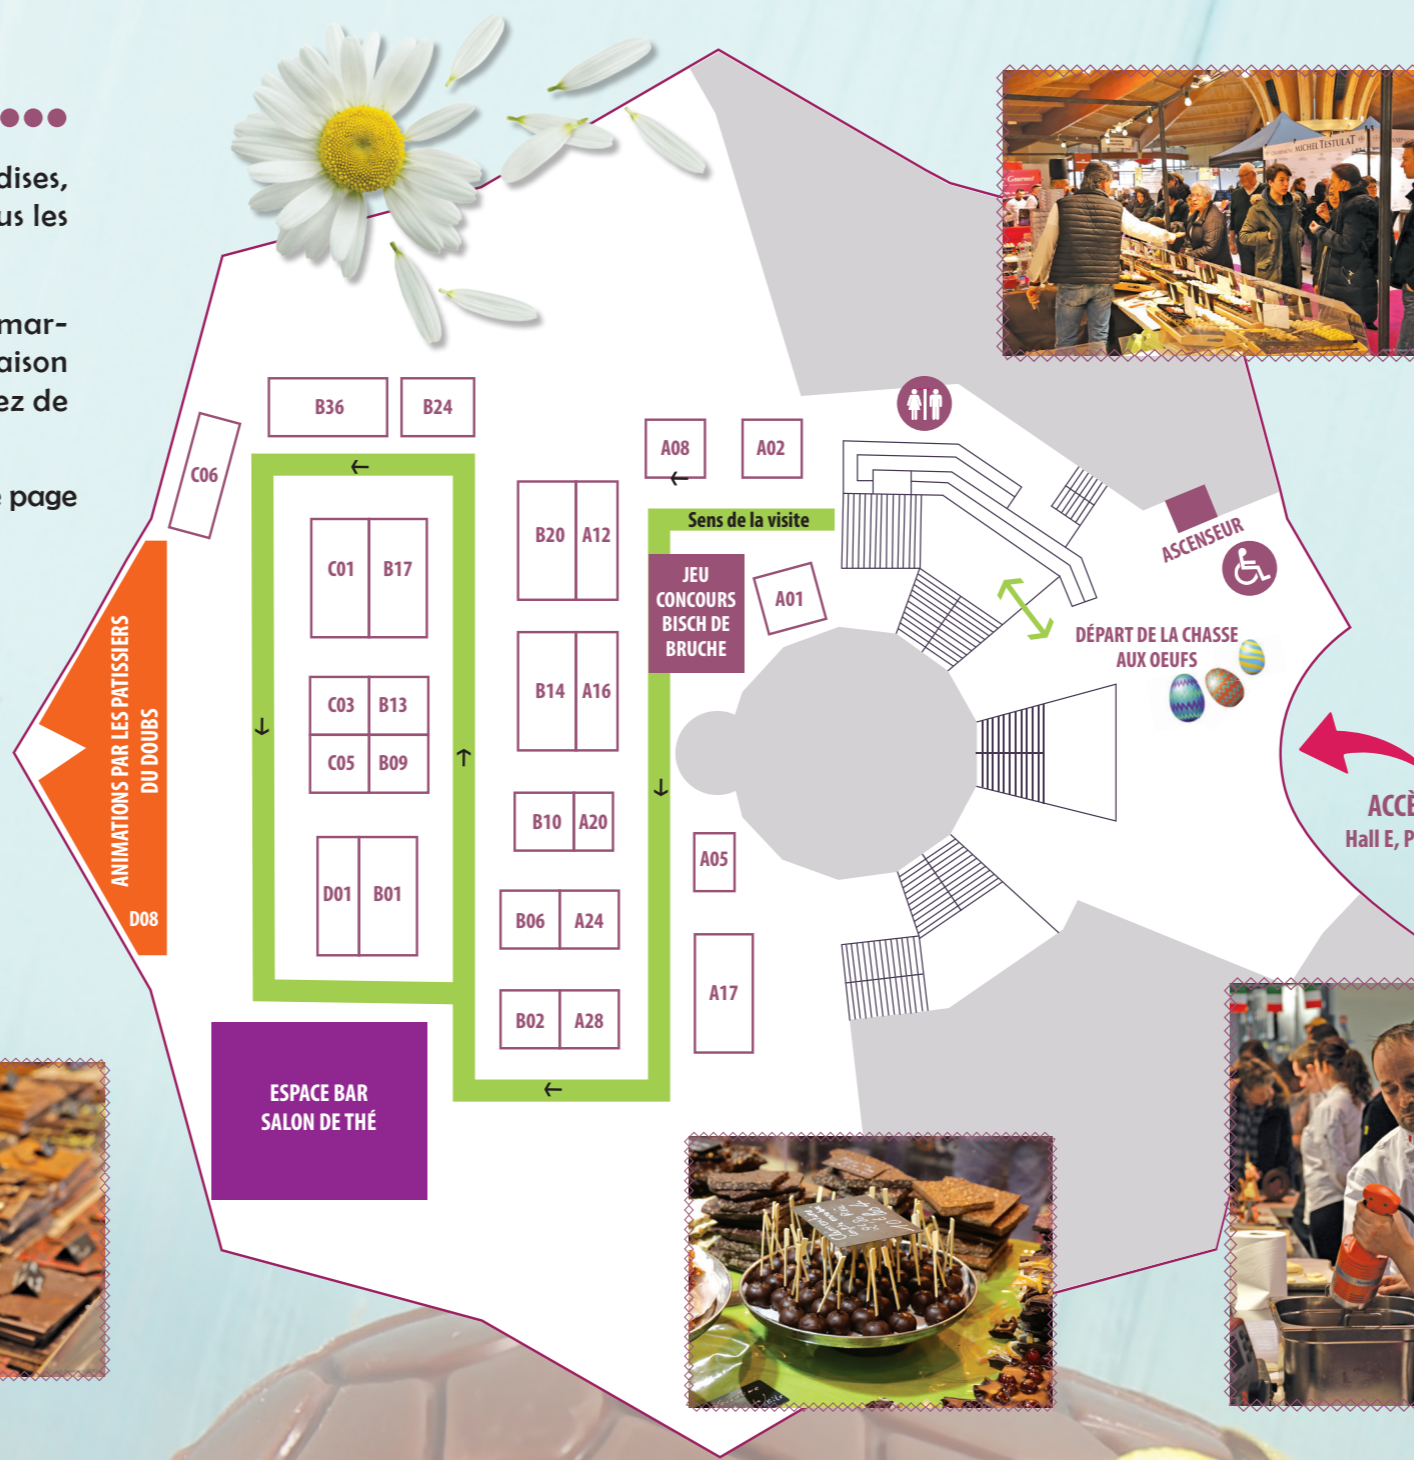 dises,
us les
mar-
aison
ez de
page
MICHEL TESTULAT
Gourmet
B36
B24
C06
A08
A02
B20
A12
Sens de la visite
C01
B17
JEU
CONCOURS
BISCH DE
BRUCHE
A01
ASCENSEUR
DÉPART DE LA CHASSE
AUX OEUFS
ANIMATIONS PAR LES PATISSIERS
DU DOUBS
D08
C03
B13
C05
B09
B14
A16
B10
A20
A05
D01
B01
B06
A24
A17
B02
A28
ACCÈ
Hall E, P
ESPACE BAR
SALON DE THÉ